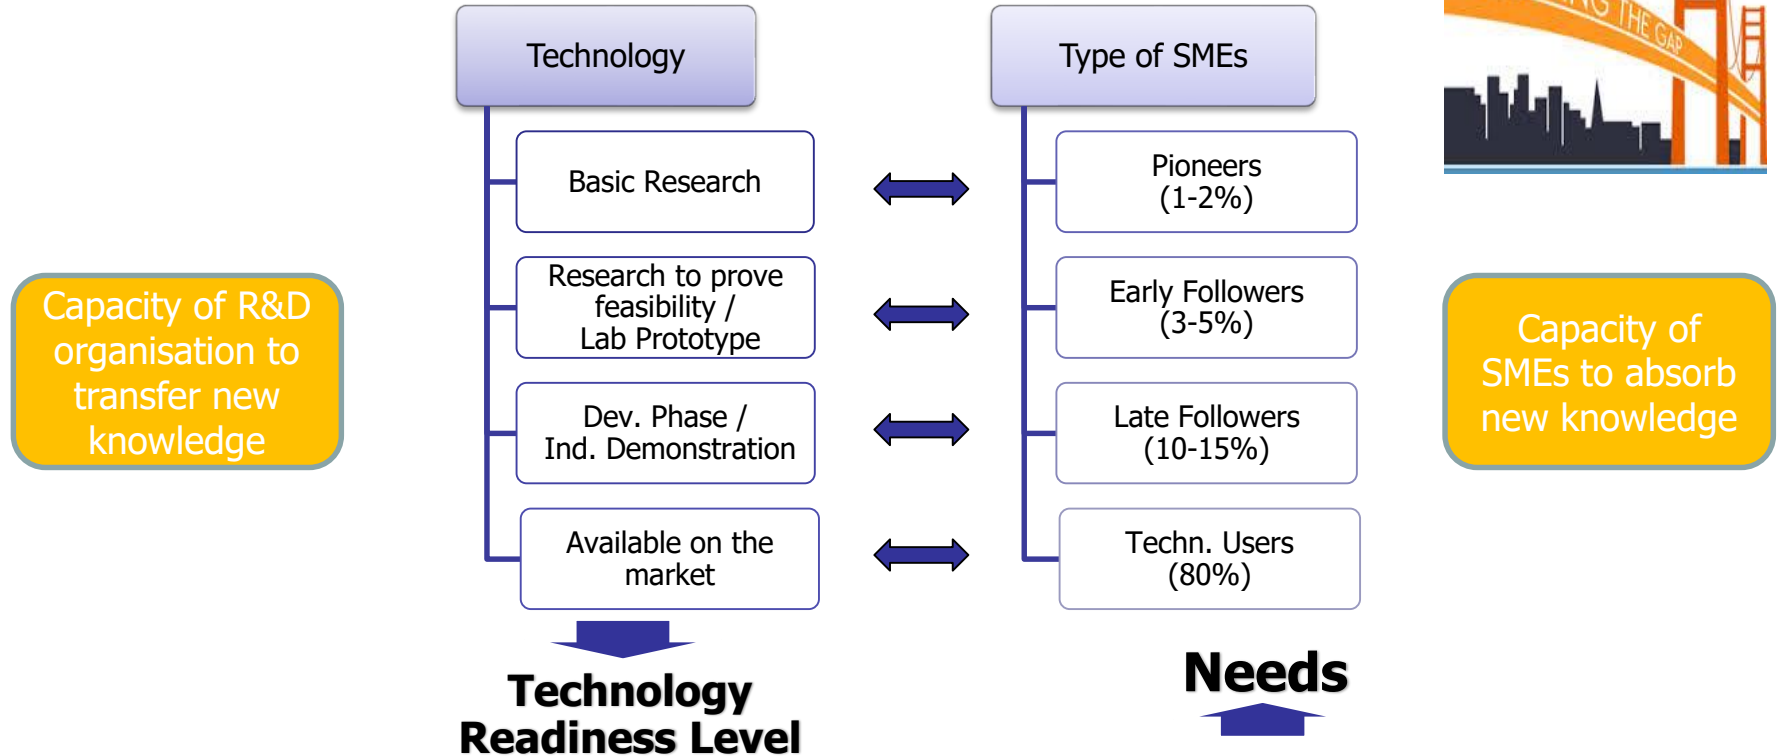 Technology
Type of SMEs
THE GAP
Basic Research
Pioneers
(1-2%)
Capacity of R&D
organisation to
transfer new
knowledge
Research to prove
feasibility /
Lab Prototype
Early Followers
(3-5%)
Capacity of
SMEs to absorb
new knowledge
Dev. Phase /
Ind. Demonstration
Late Followers
(10-15%)
Available on the
market
Techn. Users
(80%)
Technology
Readiness Level
Needs